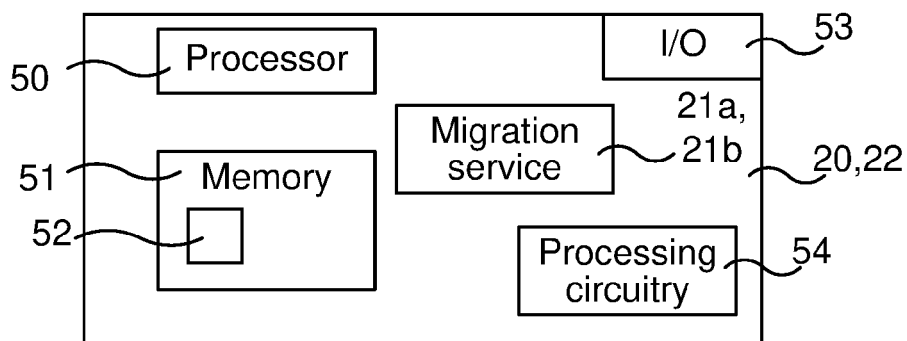 50
Processor
I/O
53
21a,
21b
Migration
service
51
Memory
52
20,22
Processing
circuitry
54